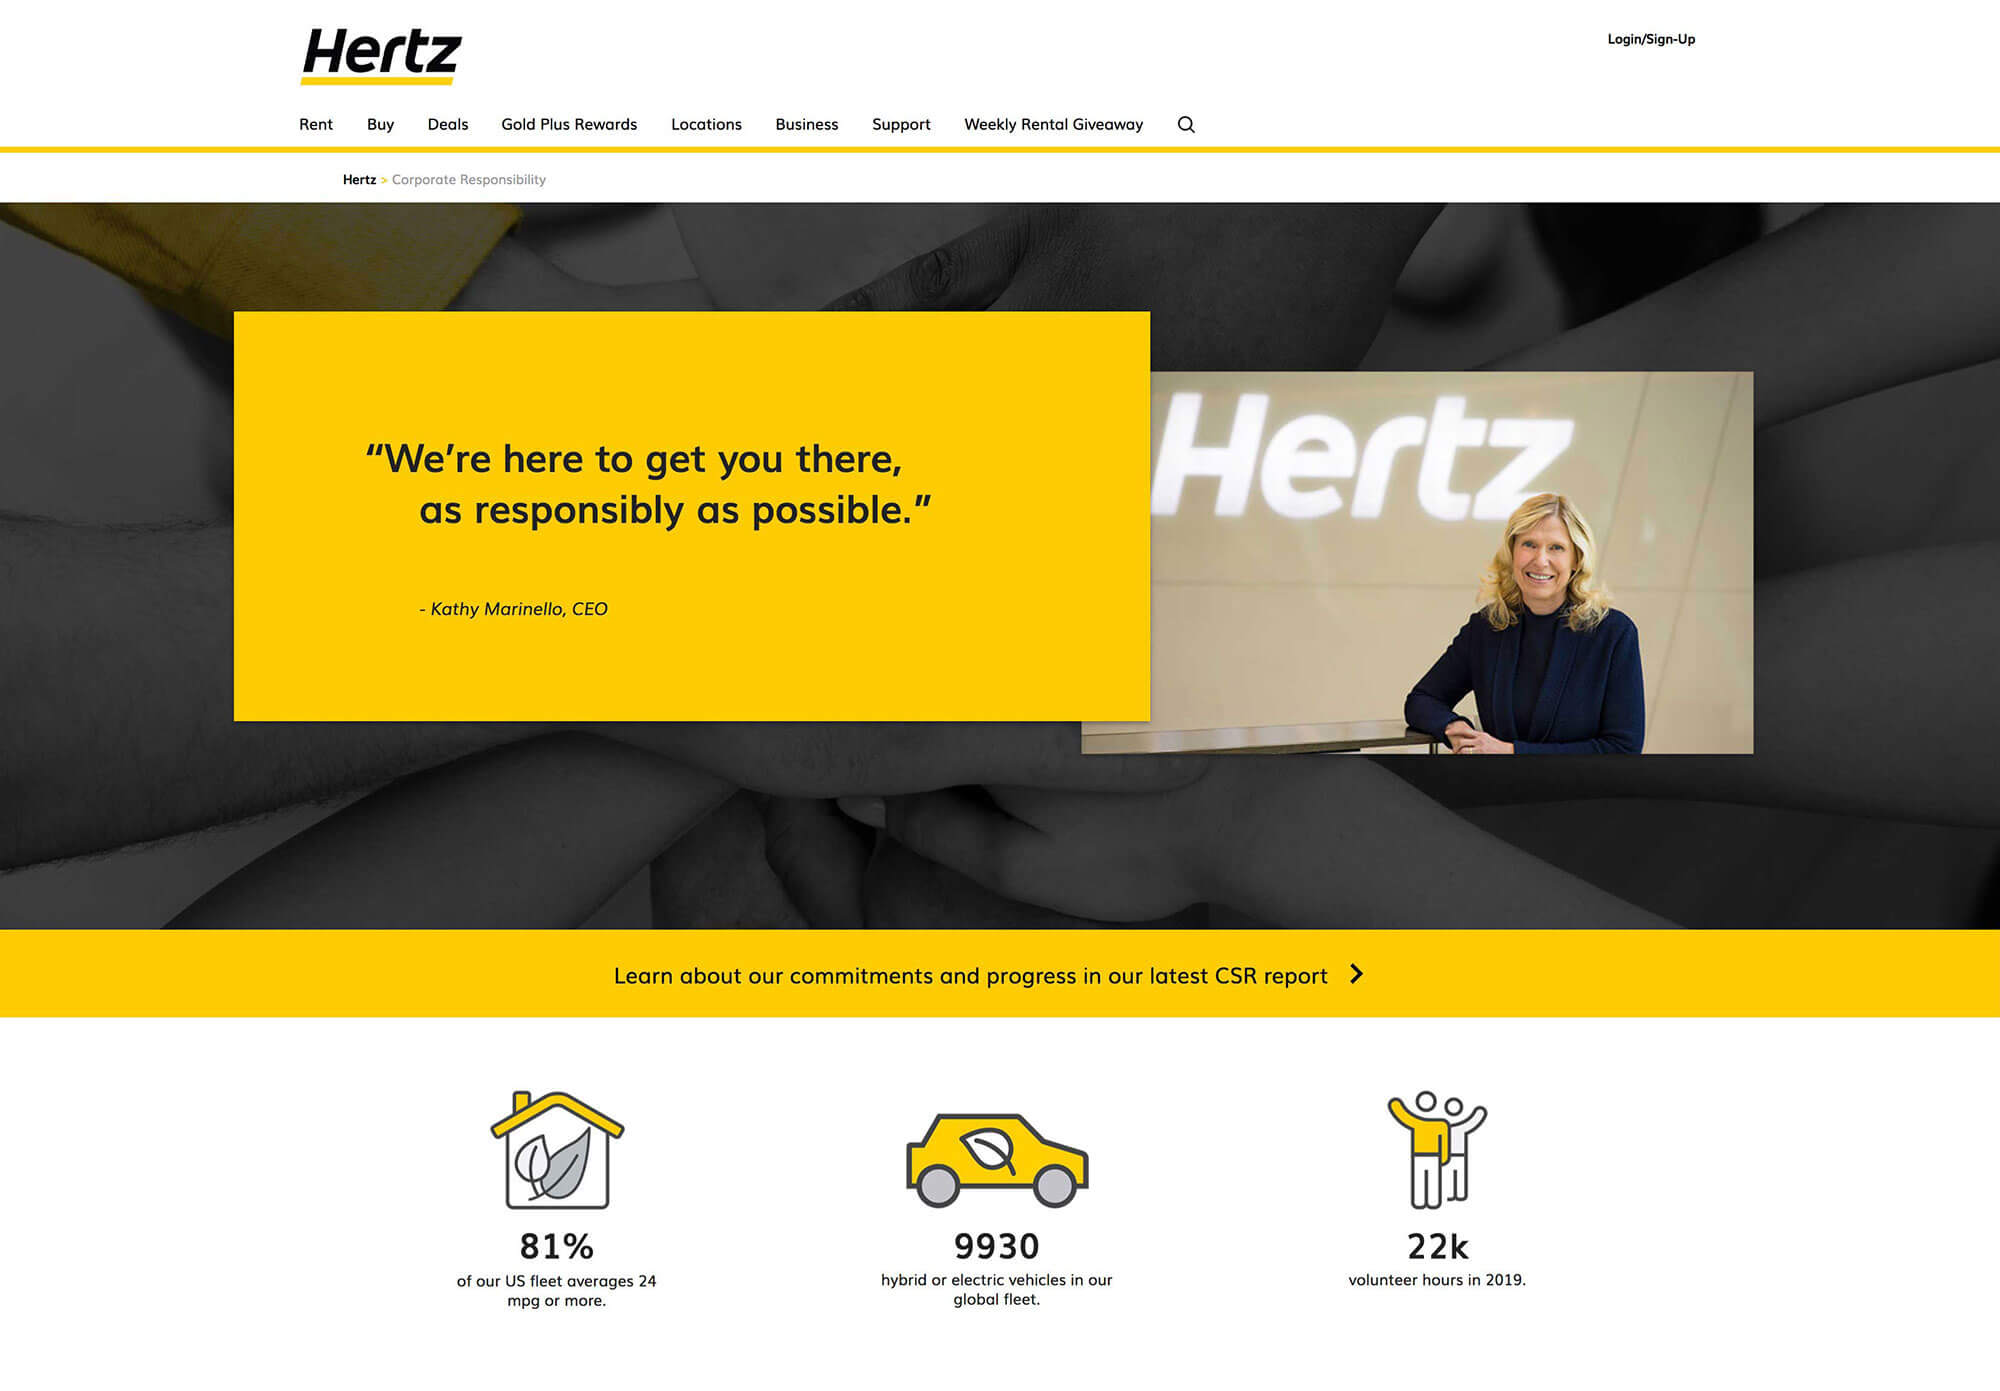 Hertz
Login/Sign-Up
Rent Buy Deals Gold Plus Rewards Locations Business Support Weekly Rental Giveaway
Hertz > Corporate Responsibility
“We’re here to get you there,
as responsibly as possible.”
- Kathy Marinello, CEO
Hertz
Learn about our commitments and progress in our latest CSR report
81%
of our US fleet averages 24
mpg or more.
9930
hybrid or electric vehicles in our
global fleet.
22k
volunteer hours in 2019.